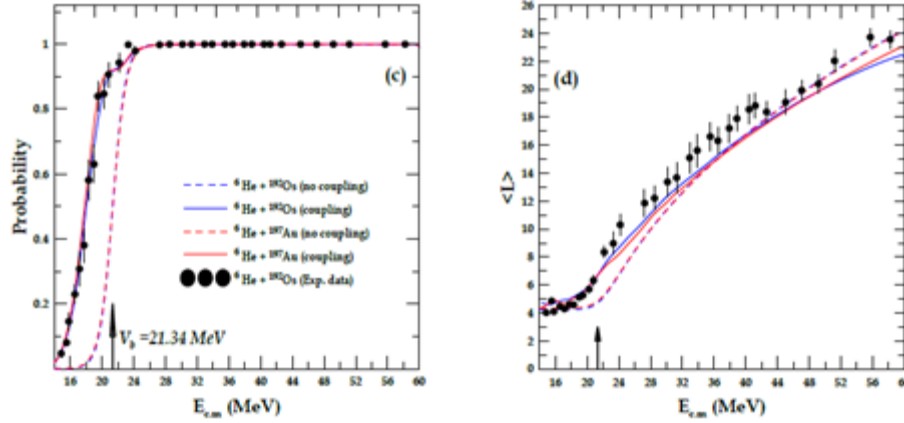 1
0.8
0.6
0.4
0.2
Probability
(c)
⁶He + ¹⁹²Os (no coupling)
⁶He + ¹⁹²Os (coupling)
⁶He + ¹⁹⁷Au (no coupling)
⁶He + ¹⁹⁷Au (coupling)
⁶He + ¹⁹²Os (Exp. data)
V_b =21.34 MeV
16 20 24 28 32 36 40 44 48 52 56 60
E_c.m (MeV)
26
24
22
20
18
16
14
12
10
8
6
4
2
0
<L>
(d)
16 20 24 28 32 36 40 44 48 52 56 60
E_c.m (MeV)